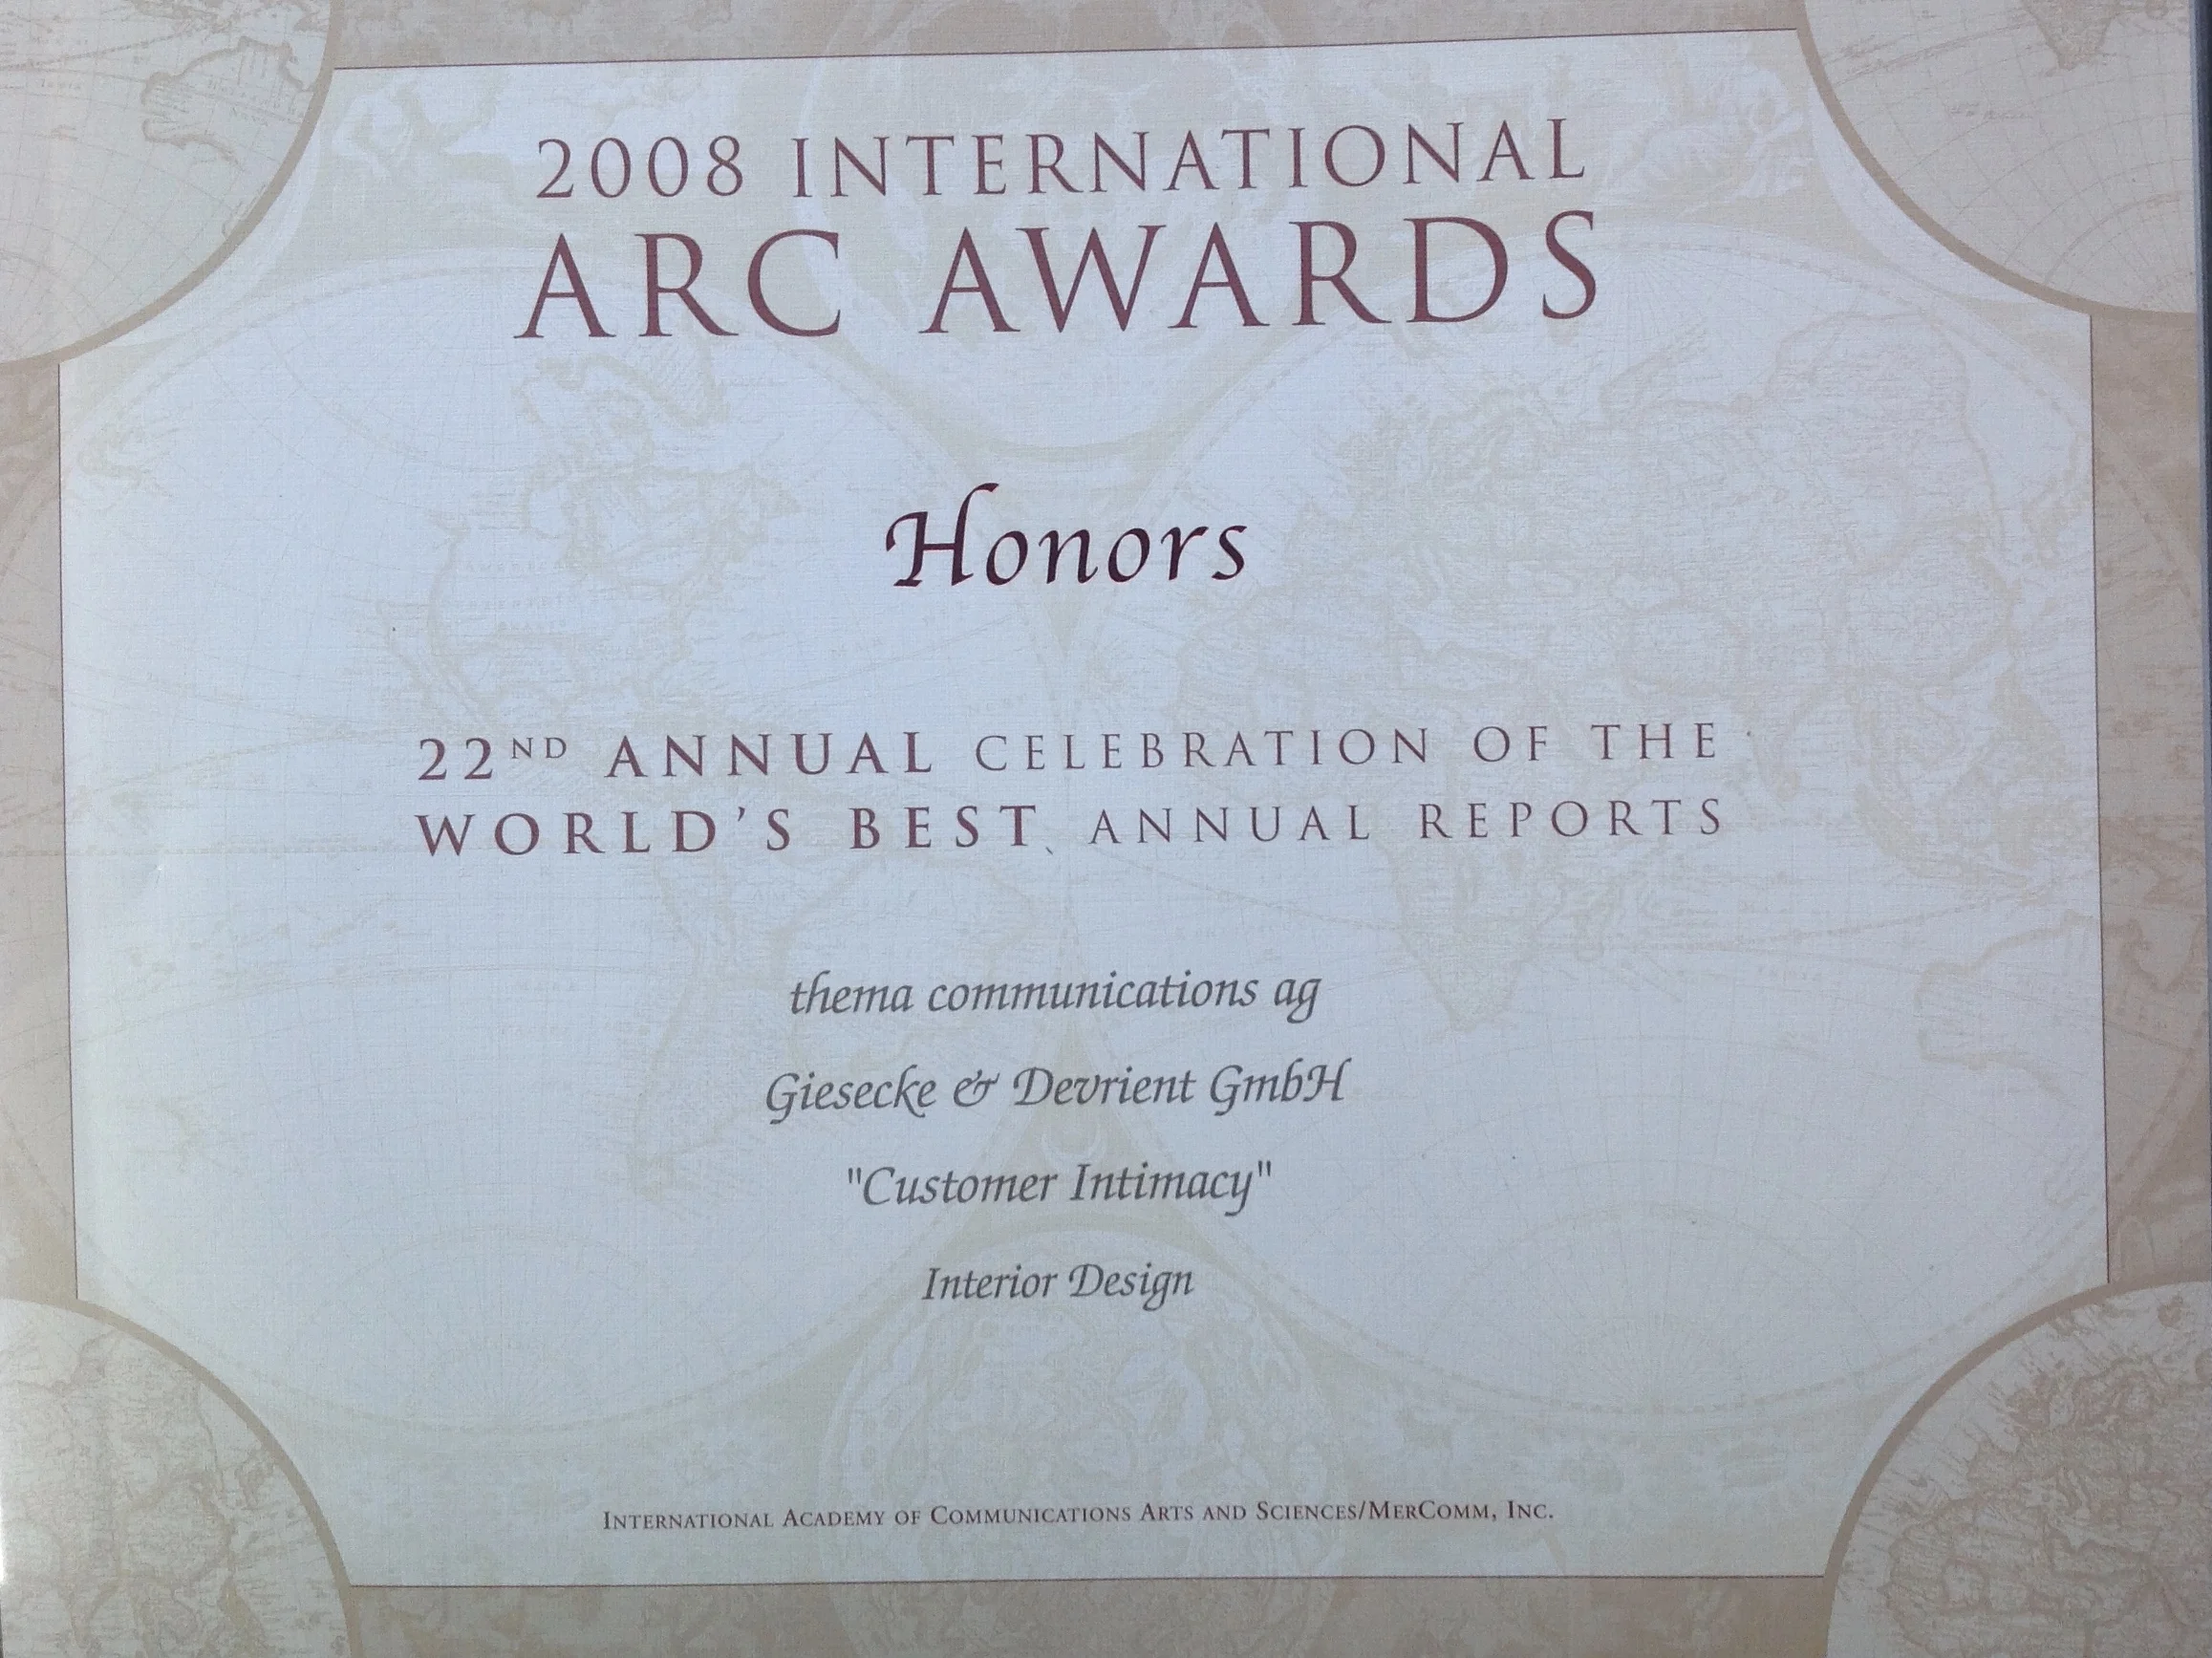 2008 INTERNATIONAL
ARC AWARDS
Honors
22ND ANNUAL CELEBRATION OF THE
WORLD'S BEST ANNUAL REPORTS
thema communications ag
Giesecke & Devrient GmbH
"Customer Intimacy"
Interior Design
INTERNATIONAL ACADEMY OF COMMUNICATIONS ARTS AND SCIENCES/MERCOMM, INC.